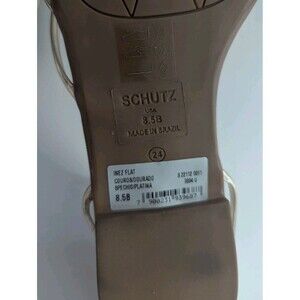 SCHUTZ
USA
8.5B
MADE IN BRAZIL
24
INEZ FLAT
COURO&DOURADO
SPECHIO/PLATINA
8.5B